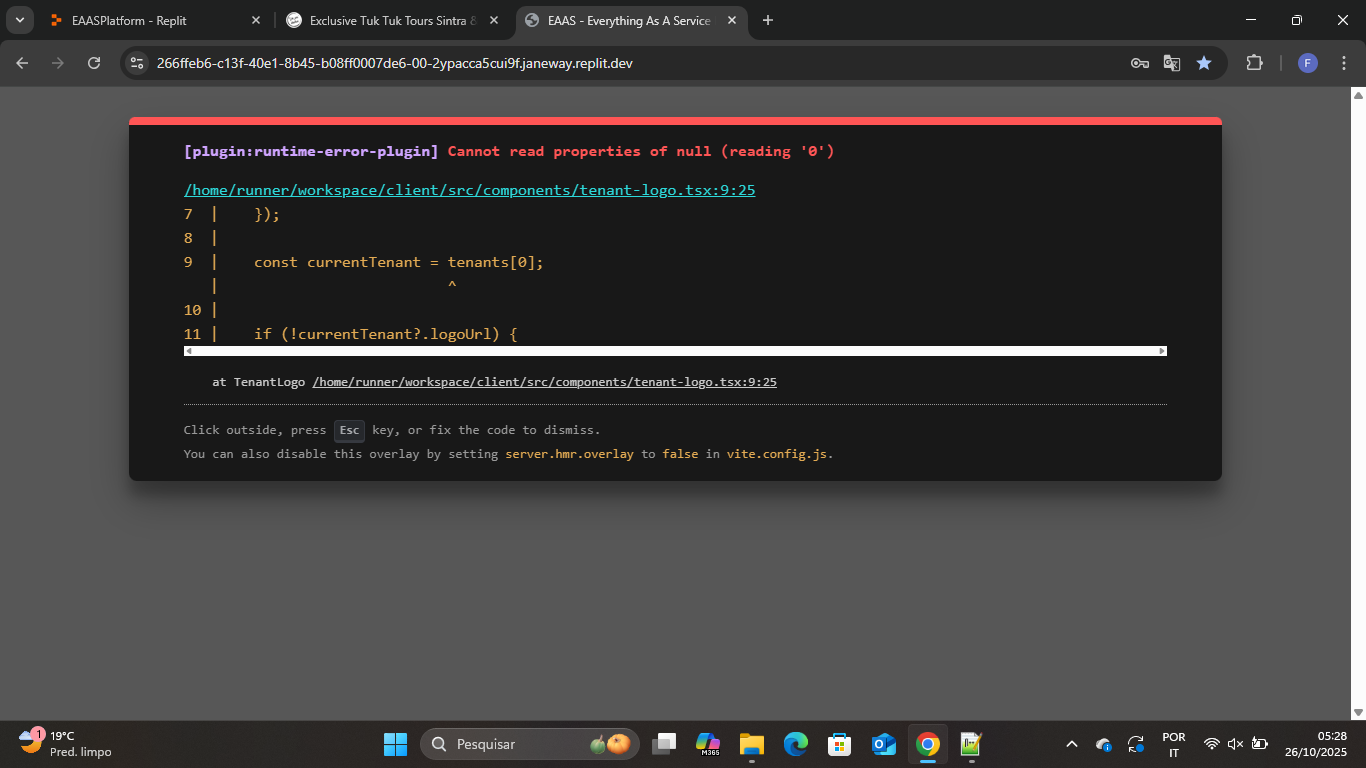 EAASPlatform - Replit
Exclusive Tuk Tuk Tours Sintra &
EAAS - Everything As A Service
266ffeb6-c13f-40e1-8b45-b08ff0007de6-00-2ypacca5cui9f.janeway.replit.dev
F
[plugin:runtime-error-plugin] Cannot read properties of null (reading '0')
/home/runner/workspace/client/src/components/tenant-logo.tsx:9:25
7 | });
8 |
9 | const currentTenant = tenants[0];
| ^
10 |
11 | if (!currentTenant?.logoUrl) {
at TenantLogo /home/runner/workspace/client/src/components/tenant-logo.tsx:9:25
Click outside, press Esc key, or fix the code to dismiss.
You can also disable this overlay by setting server.hmr.overlay to false in vite.config.js.
1
19°C
Pred. limpo
Pesquisar
M365
POR
IT
05:28
26/10/2025